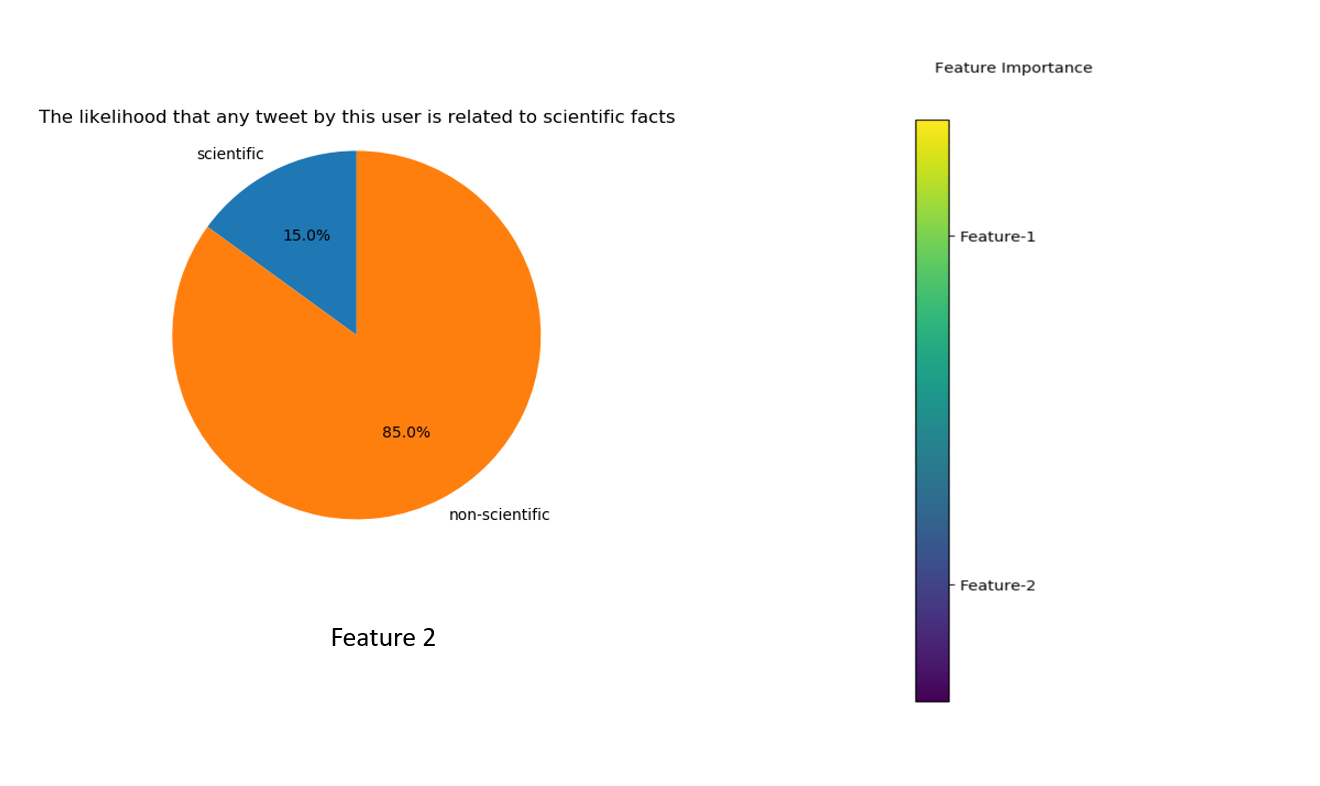 The likelihood that any tweet by this user is related to scientific facts
scientific
15.0%
85.0%
non-scientific
Feature 2
Feature Importance
Feature-1
Feature-2